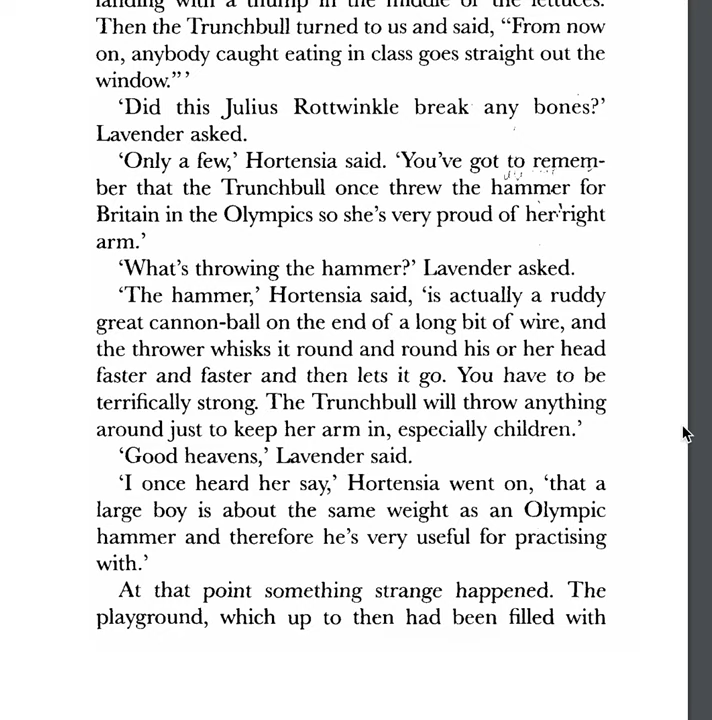 landing with a thump in the middle of the lettuces.
Then the Trunchbull turned to us and said, “From now
on, anybody caught eating in class goes straight out the
window.” ’
‘Did this Julius Rottwinkle break any bones?’
Lavender asked.
‘Only a few,’ Hortensia said. ‘You’ve got to remem-
ber that the Trunchbull once threw the hammer for
Britain in the Olympics so she’s very proud of her right
arm.’
‘What’s throwing the hammer?’ Lavender asked.
‘The hammer,’ Hortensia said, ‘is actually a ruddy
great cannon-ball on the end of a long bit of wire, and
the thrower whisks it round and round his or her head
faster and faster and then lets it go. You have to be
terrifically strong. The Trunchbull will throw anything
around just to keep her arm in, especially children.’
‘Good heavens,’ Lavender said.
‘I once heard her say,’ Hortensia went on, ‘that a
large boy is about the same weight as an Olympic
hammer and therefore he’s very useful for practising
with.’
At that point something strange happened. The
playground, which up to then had been filled with